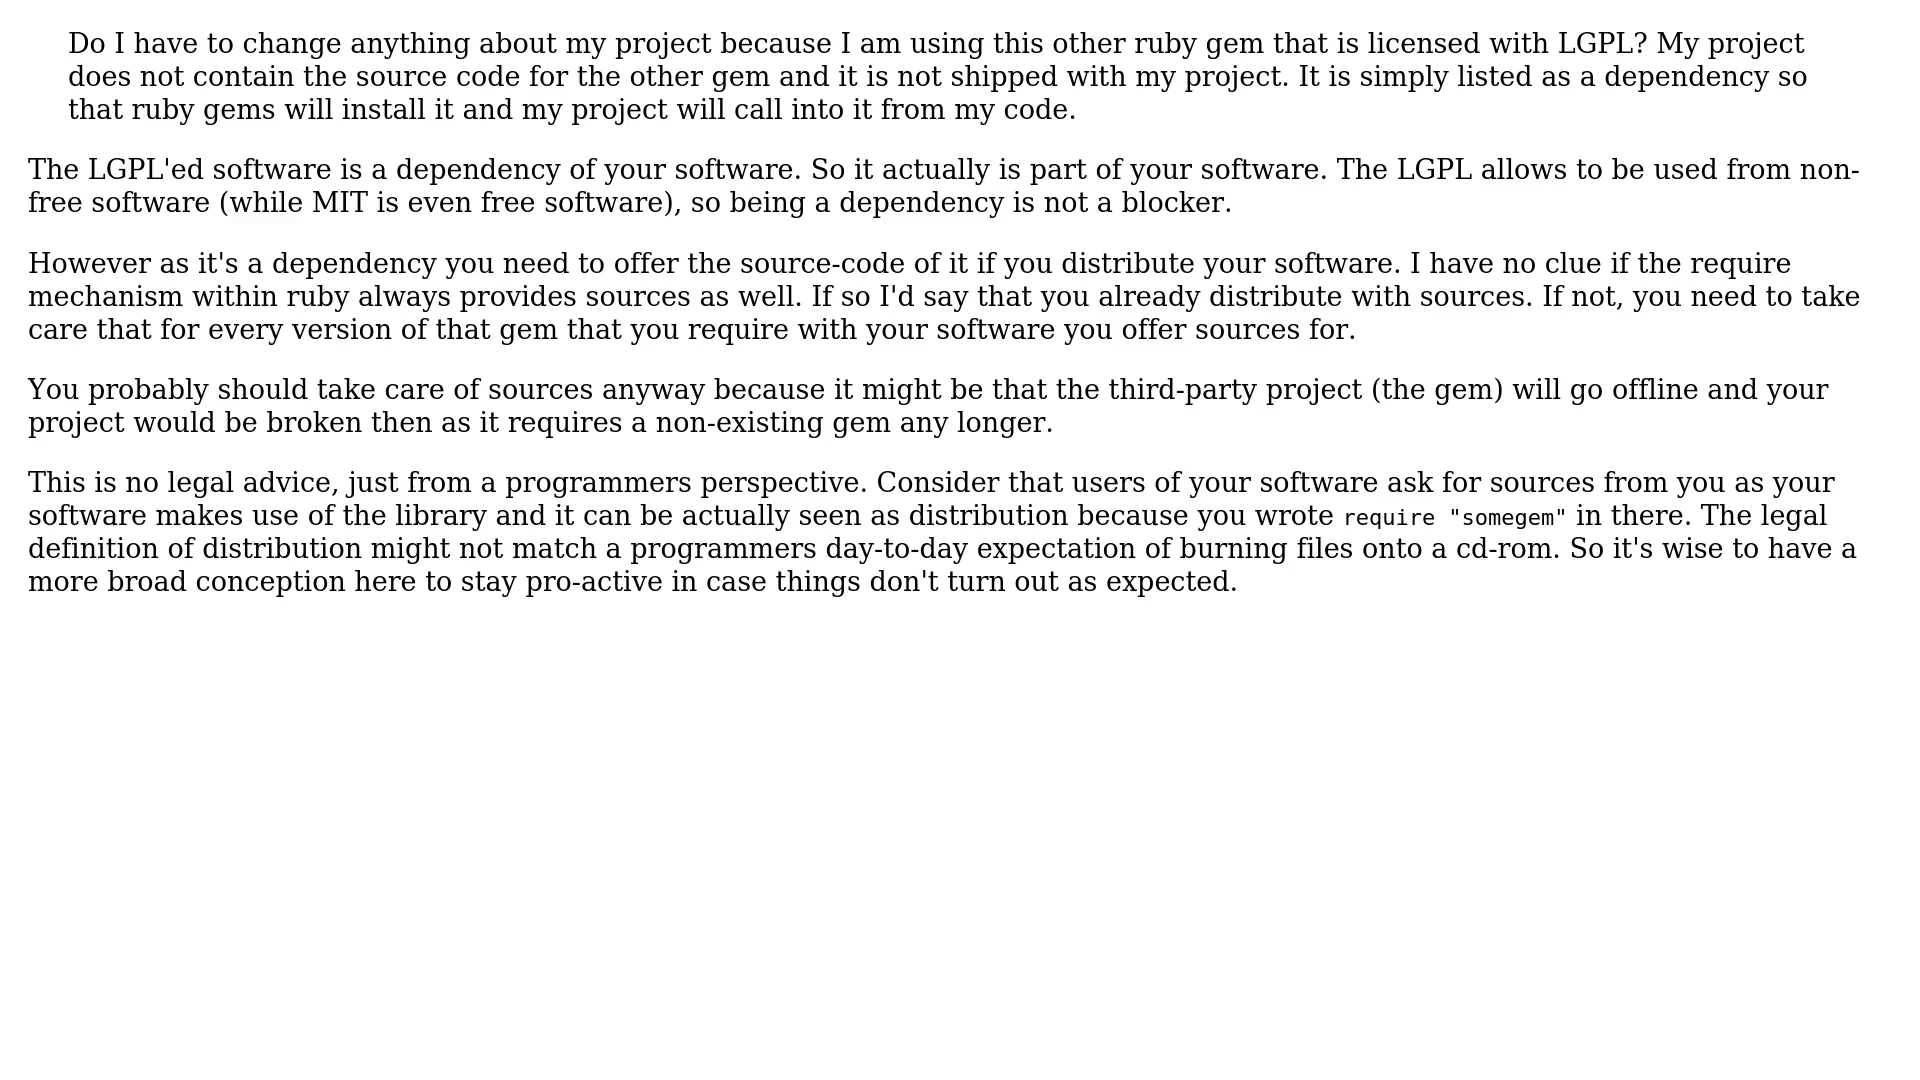 Do I have to change anything about my project because I am using this other ruby gem that is licensed with LGPL? My project
does not contain the source code for the other gem and it is not shipped with my project. It is simply listed as a dependency so
that ruby gems will install it and my project will call into it from my code.
The LGPL'ed software is a dependency of your software. So it actually is part of your software. The LGPL allows to be used from non-
free software (while MIT is even free software), so being a dependency is not a blocker.
However as it's a dependency you need to offer the source-code of it if you distribute your software. I have no clue if the require
mechanism within ruby always provides sources as well. If so I'd say that you already distribute with sources. If not, you need to take
care that for every version of that gem that you require with your software you offer sources for.
You probably should take care of sources anyway because it might be that the third-party project (the gem) will go offline and your
project would be broken then as it requires a non-existing gem any longer.
This is no legal advice, just from a programmers perspective. Consider that users of your software ask for sources from you as your
software makes use of the library and it can be actually seen as distribution because you wrote require "somegem" in there. The legal
definition of distribution might not match a programmers day-to-day expectation of burning files onto a cd-rom. So it's wise to have a
more broad conception here to stay pro-active in case things don't turn out as expected.